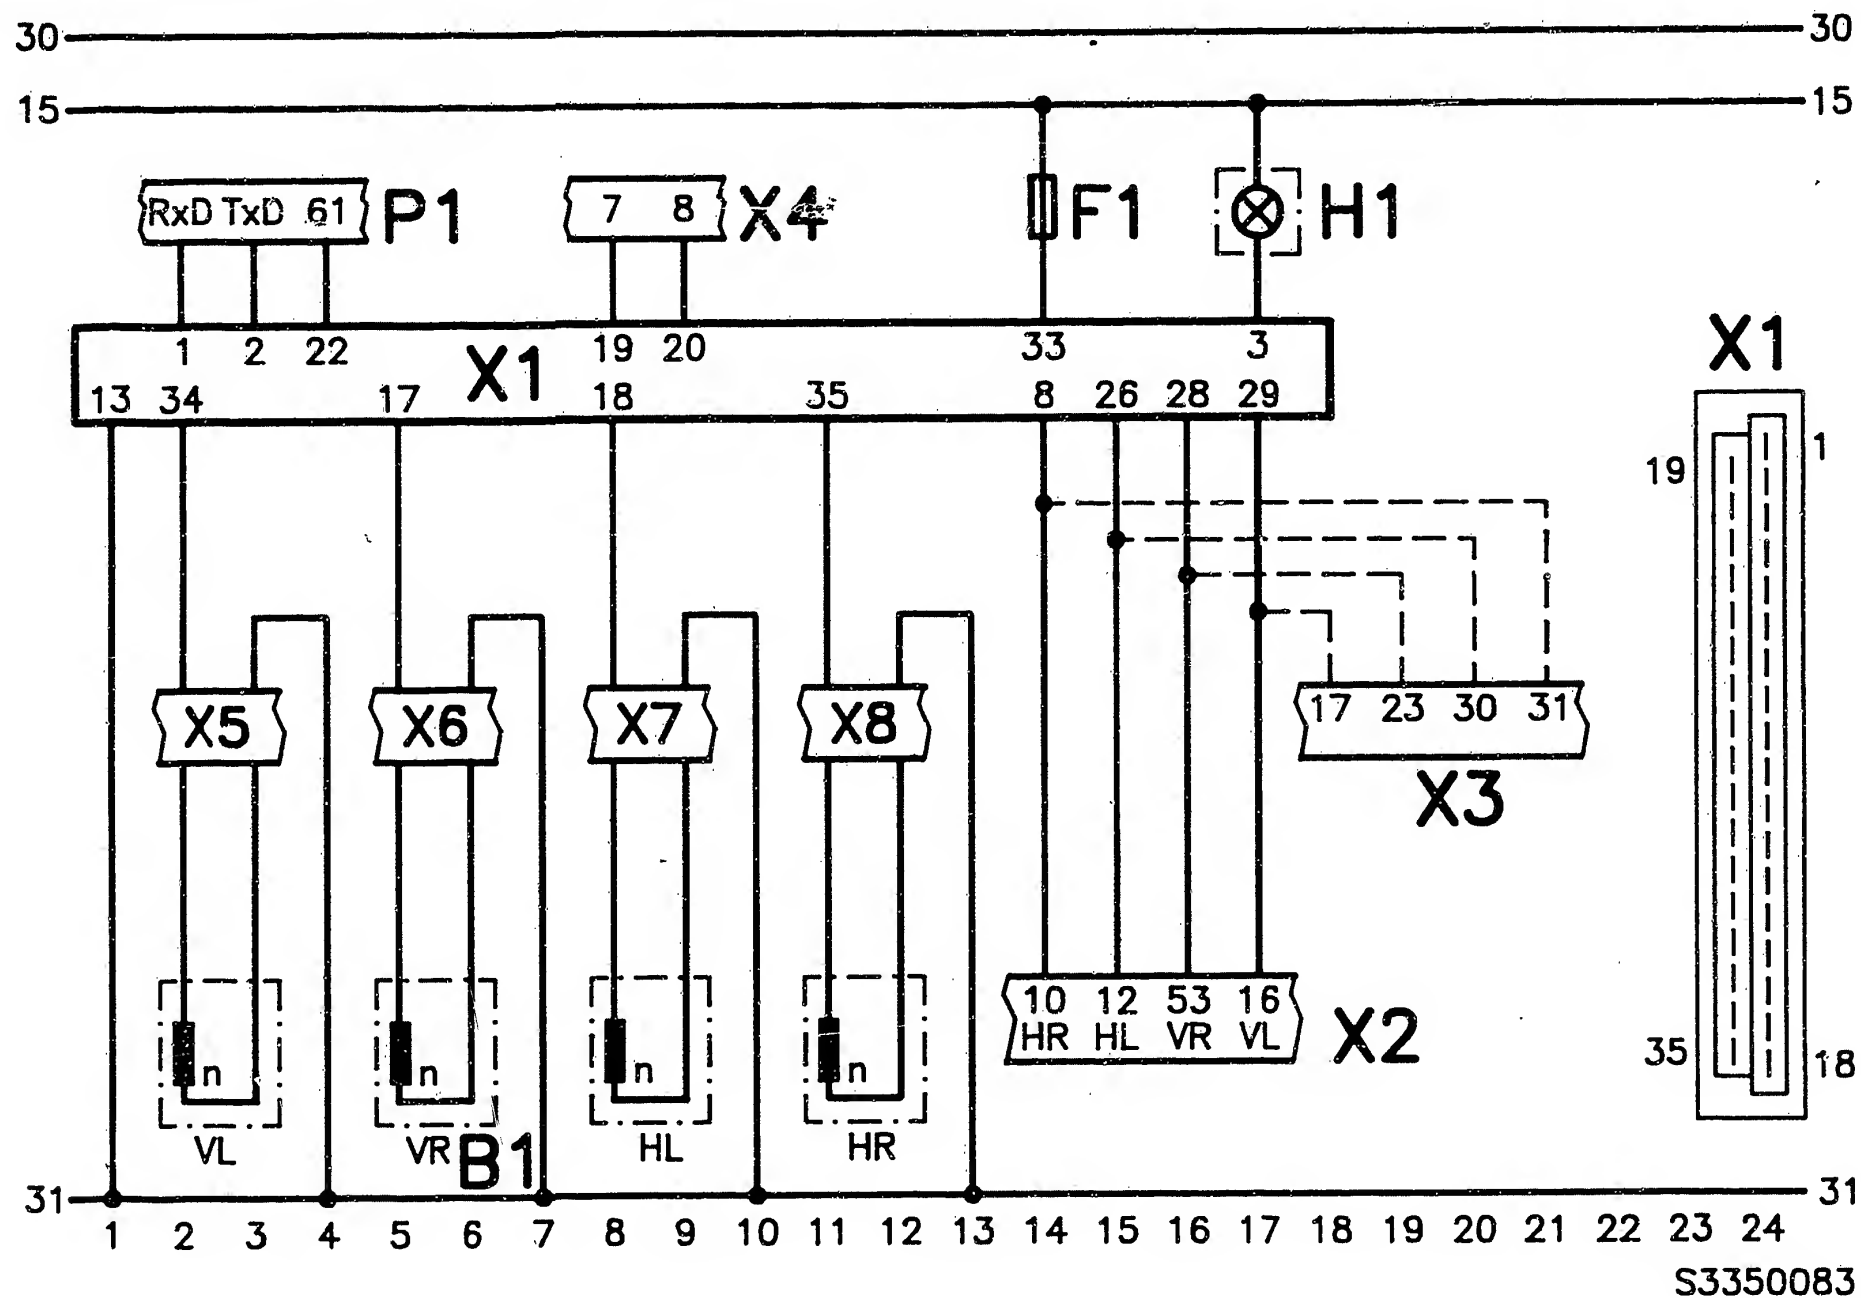 30 30
15 15
RxD TxD 61 P1 7 8 X4 F1 H1
1 2 22 X1 19 20 33 3
13 34 17 18 35 8 26 28 29
X1
19 1
X5 X6 X7 X8 17 23 30 31
X3
10 12 53 16
HR HL VR VL X2
35 18
n n n n
VL VR B1 HL HR
31 31
1 2 3 4 5 6 7 8 9 10 11 12 13 14 15 16 17 18 19 20 21 22 23 24
S3350083